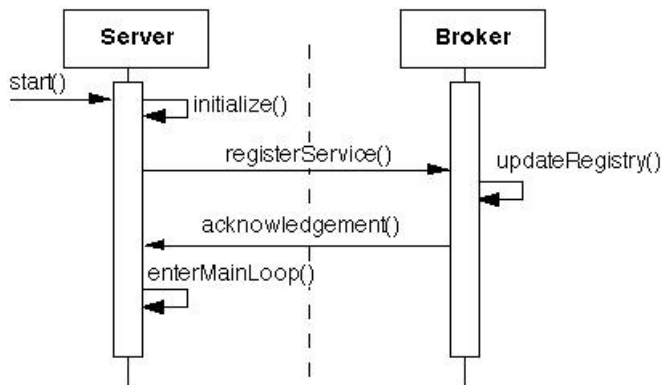 Server
Broker
start()
initialize()
registerService()
updateRegistry()
acknowledgement()
enterMainLoop()